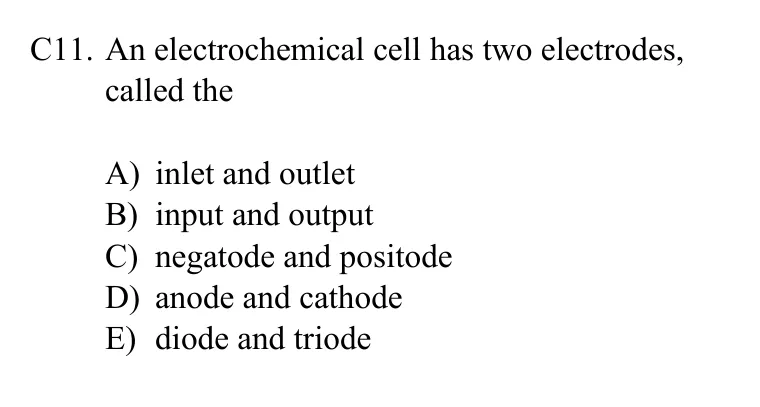 C11. An electrochemical cell has two electrodes,
called the
A) inlet and outlet
B) input and output
C) negatode and positode
D) anode and cathode
E) diode and triode